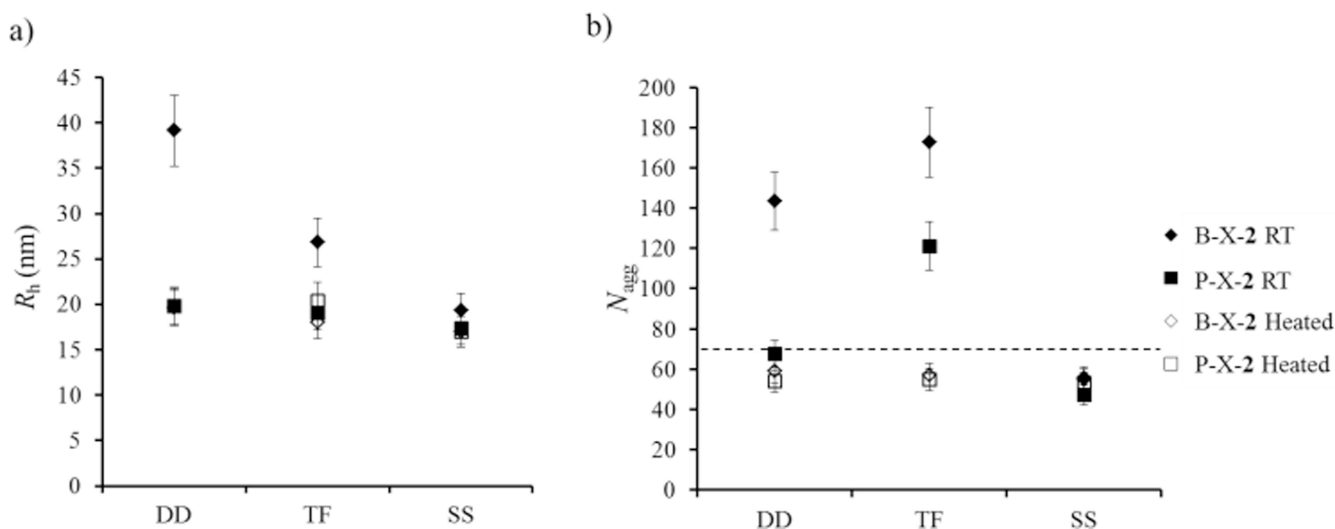 a)
45
40
35
30
25
20
15
10
5
0
Rh (nm)
DD TF SS
b)
200
180
160
140
120
100
80
60
40
20
0
Nagg
DD TF SS
B-X-2 RT
P-X-2 RT
B-X-2 Heated
P-X-2 Heated